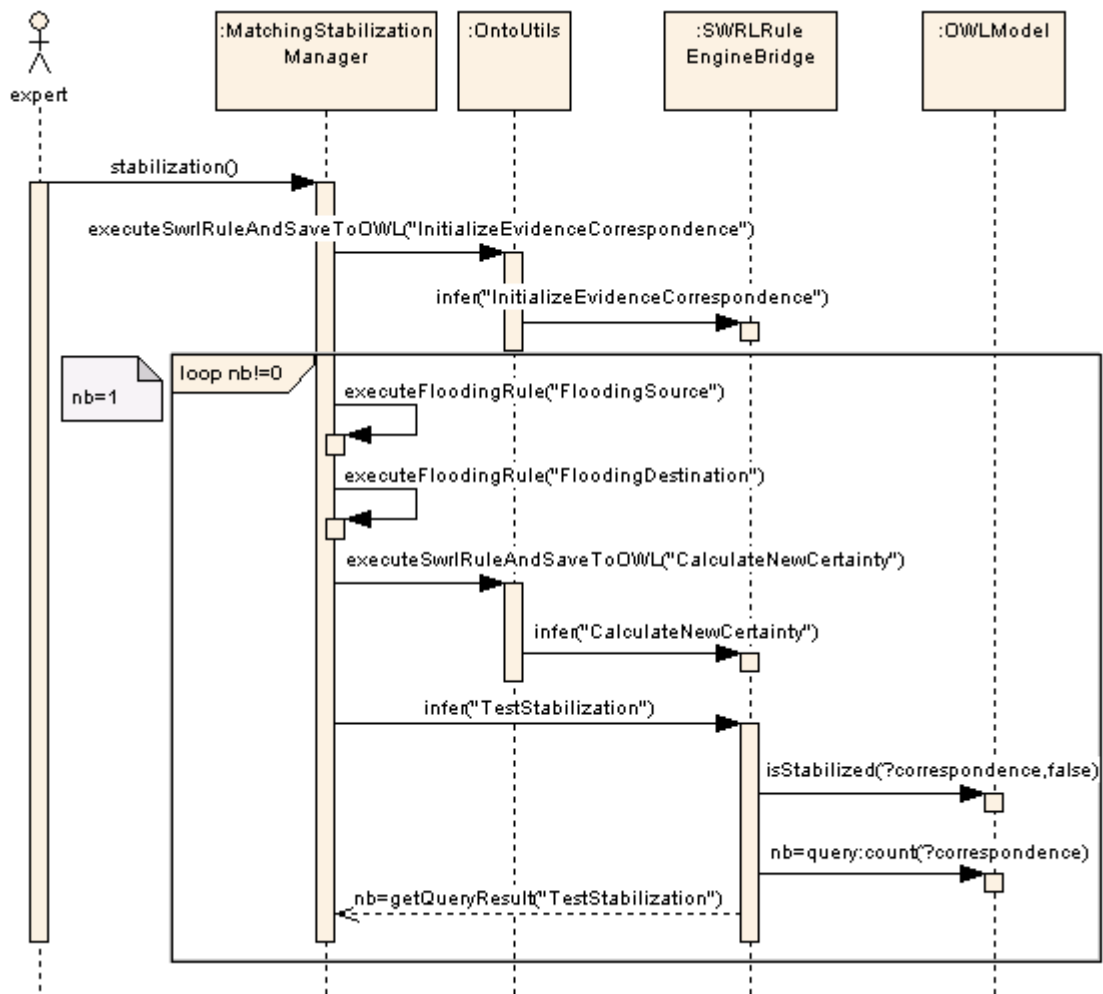 :MatchingStabilization
Manager
:OntoUtils
:SWRLRule
EngineBridge
:OWLModel
expert
stabilization()
executeSwrlRuleAndSaveToOWL("InitializeEvidenceCorrespondence")
infer("InitializeEvidenceCorrespondence")
loop nb!=0
nb=1
executeFloodingRule("FloodingSource")
executeFloodingRule("FloodingDestination")
executeSwrlRuleAndSaveToOWL("CalculateNewCertainty")
infer("CalculateNewCertainty")
infer("TestStabilization")
isStabilized(?correspondence,false)
nb=query:count(?correspondence)
nb=getQueryResult("TestStabilization")